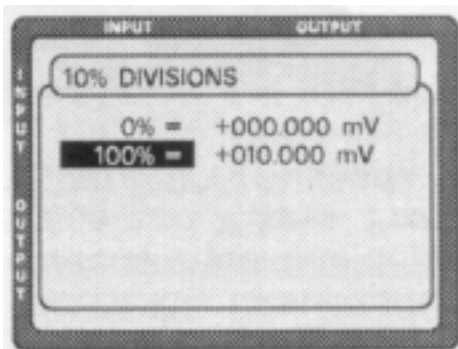 INPUT OUTPUT
INPUT
OUTPUT
10% DIVISIONS
0% = +000.000 mV
100% = +010.000 mV